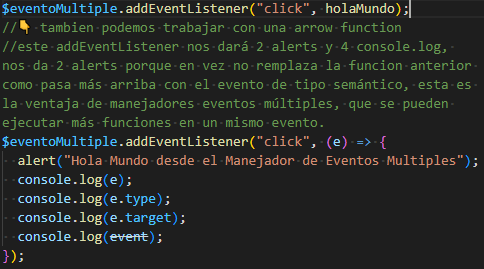 $eventoMultiple.addEventListener("click", holaMundo);
//👇 tambien podemos trabajar con una arrow function
//este addEventListener nos dará 2 alerts y 4 console.log,
nos da 2 alerts porque en vez no remplaza la funcion anterior
como pasa más arriba con el evento de tipo semántico, esta es
la ventaja de manejadores eventos múltiples, que se pueden
ejecutar más funciones en un mismo evento.
$eventoMultiple.addEventListener("click", (e) => {
  alert("Hola Mundo desde el Manejador de Eventos Multiples");
  console.log(e);
  console.log(e.type);
  console.log(e.target);
  console.log(event);
});